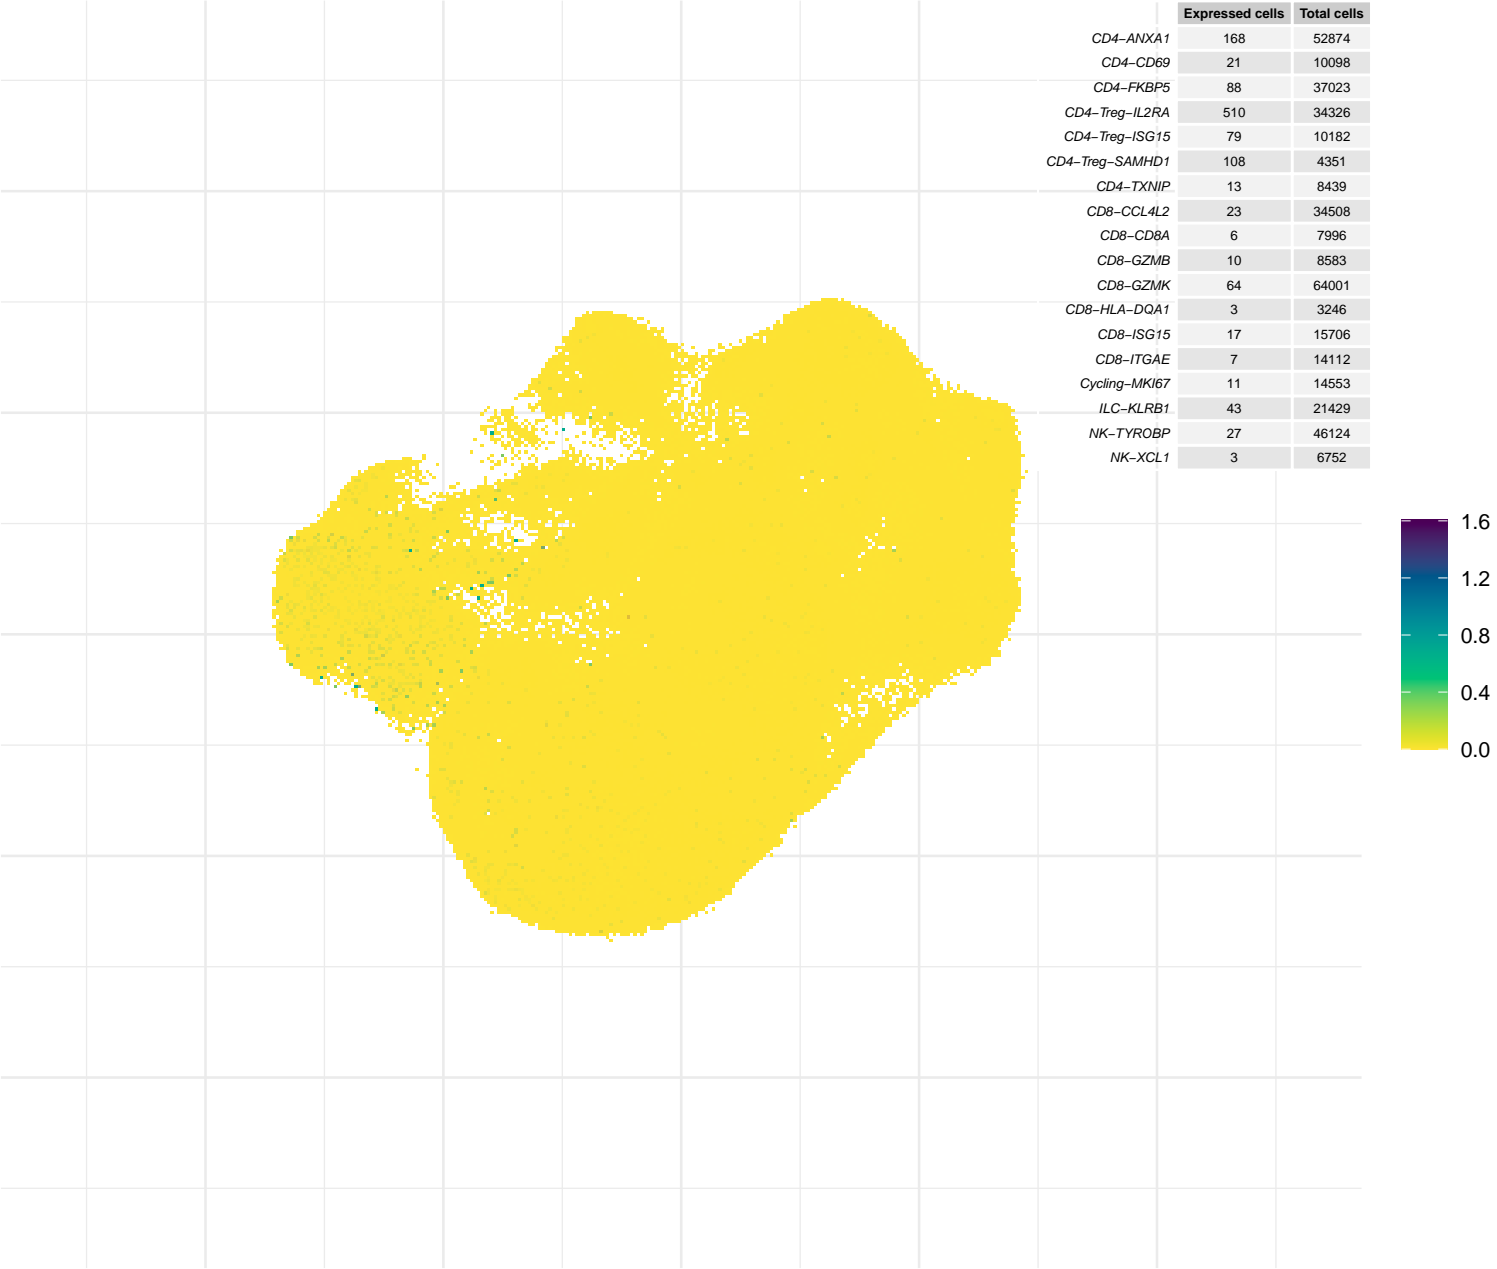 Expressed cells Total cells
CD4−ANXA1 168 52874
CD4−CD69 21 10098
CD4−FKBP5 88 37023
CD4−Treg−IL2RA 510 34326
CD4−Treg−ISG15 79 10182
CD4−Treg−SAMHD1 108 4351
CD4−TXNIP 13 8439
CD8−CCL4L2 23 34508
CD8−CD8A 6 7996
CD8−GZMB 10 8583
CD8−GZMK 64 64001
CD8−HLA−DQA1 3 3246
CD8−ISG15 17 15706
CD8−ITGAE 7 14112
Cycling−MKI67 11 14553
ILC−KLRB1 43 21429
NK−TYROBP 27 46124
NK−XCL1 3 6752
1.6
1.2
0.8
0.4
0.0